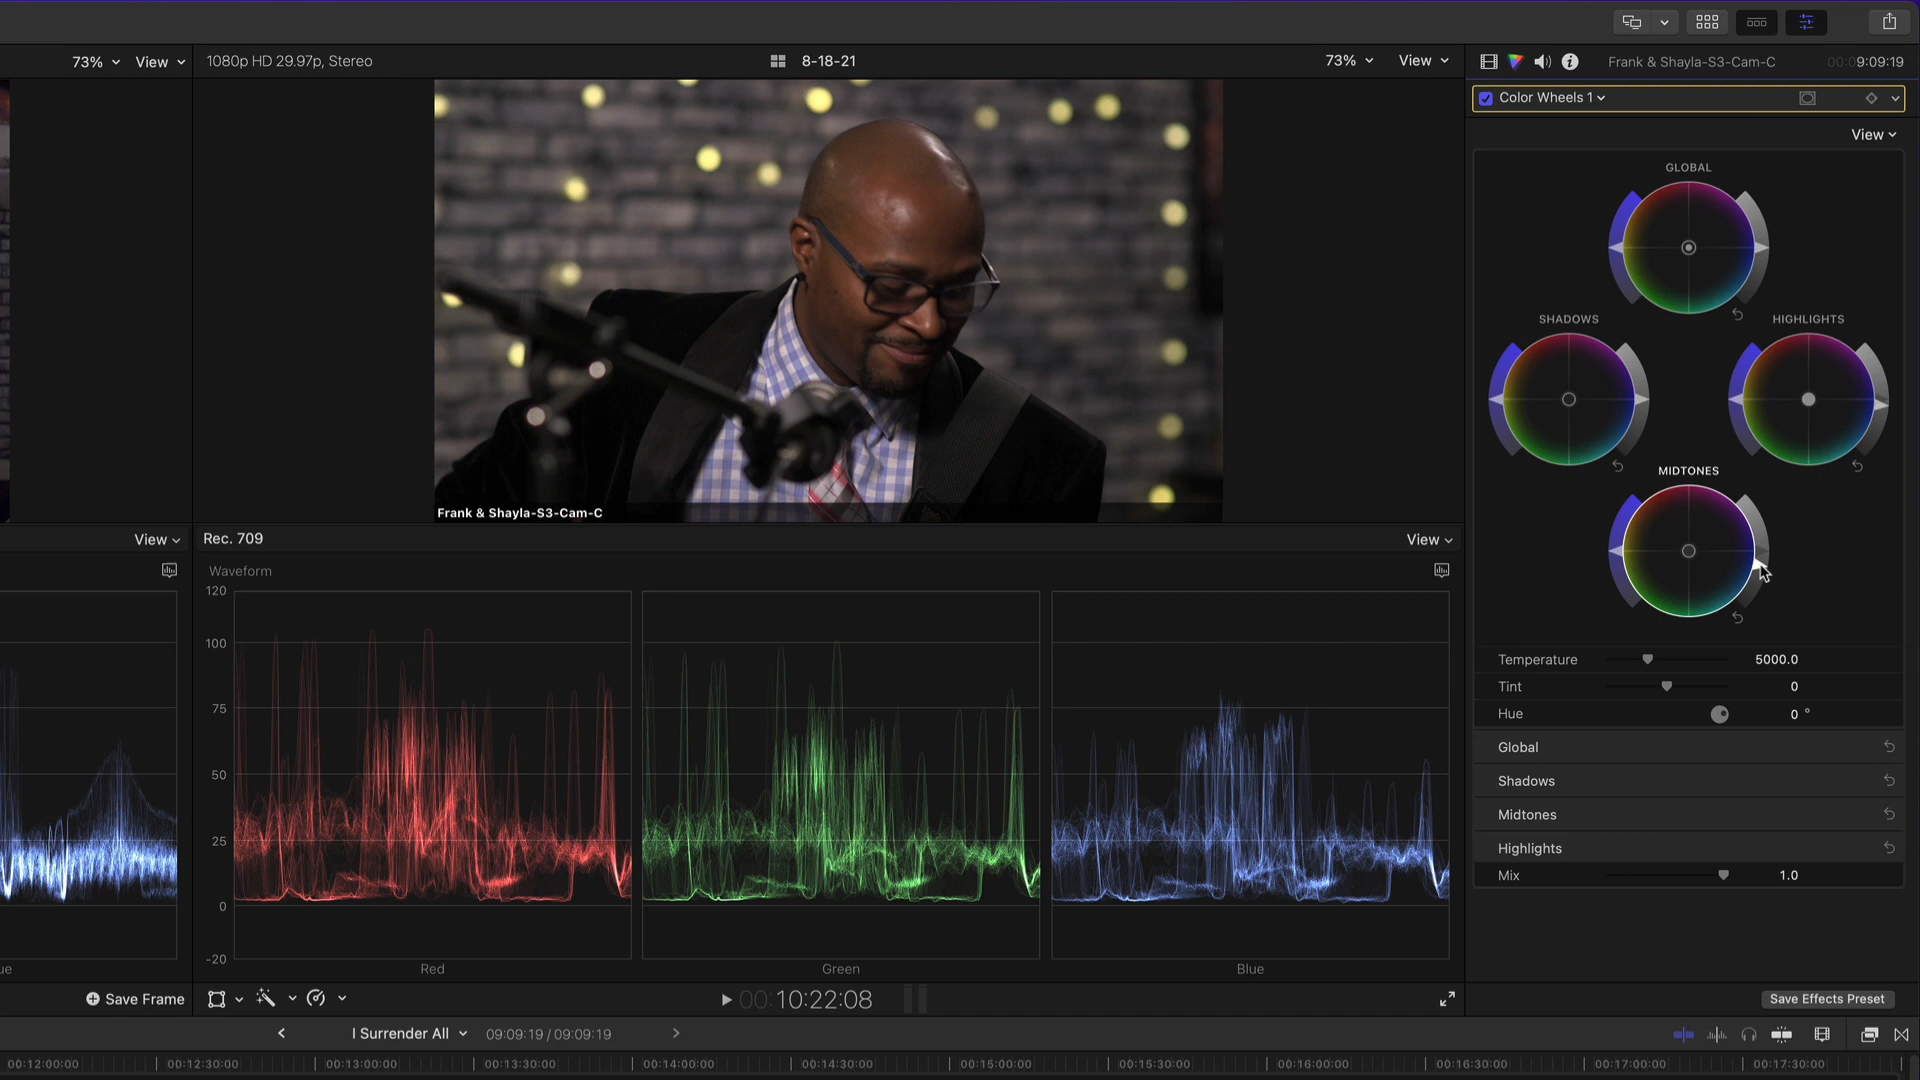 73% View
1080p HD 29.97p, Stereo
8-18-21
73% View
Frank & Shayla-S3-Cam-C
00:09:09:19
Color Wheels 1
View
GLOBAL
SHADOWS
HIGHLIGHTS
MIDTONES
Frank & Shayla-S3-Cam-C
View
Rec. 709
View
Waveform
120
100
75
50
25
0
-20
ue
Red
Green
Blue
Temperature 5000.0
Tint 0
Hue 0 °
Global
Shadows
Midtones
Highlights
Mix 1.0
Save Frame
00:10:22:08
Save Effects Preset
I Surrender All
09:09:19 / 09:09:19
00:12:00:00
00:12:30:00
00:13:00:00
00:13:30:00
00:14:00:00
00:14:30:00
00:15:00:00
00:15:30:00
00:16:00:00
00:16:30:00
00:17:00:00
00:17:30:00